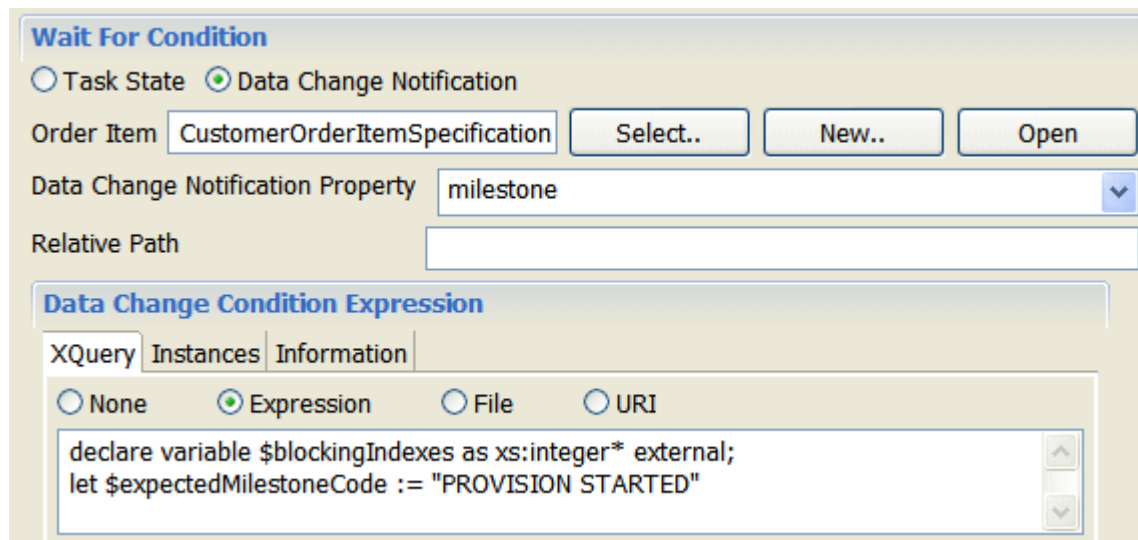 Wait For Condition
Task State Data Change Notification
Order Item CustomerOrderItemSpecification Select.. New.. Open
Data Change Notification Property milestone
Relative Path
Data Change Condition Expression
XQuery Instances Information
None Expression File URI
declare variable $blockingIndexes as xs:integer* external;
let $expectedMilestoneCode := "PROVISION STARTED"